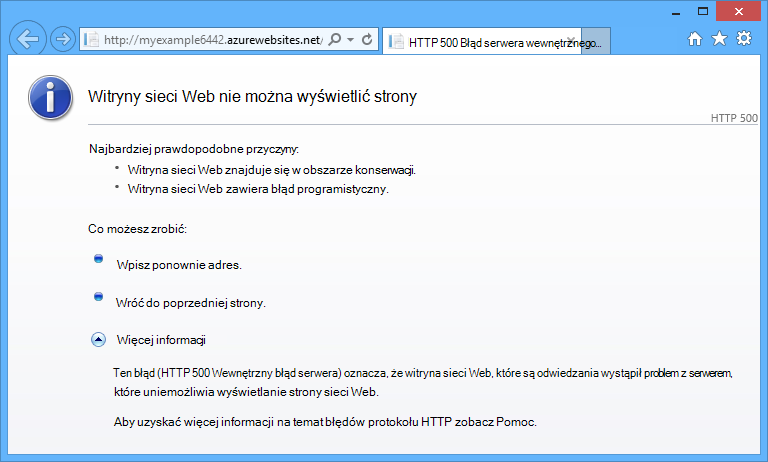 http://myexample6442.azurewebsites.net/
HTTP 500 Błąd serwera wewnętrznego...
Witryny sieci Web nie można wyświetlić strony
HTTP 500
Najbardziej prawdopodobne przyczyny:
• Witryna sieci Web znajduje się w obszarze konserwacji.
• Witryna sieci Web zawiera błąd programistyczny.
Co możesz zrobić:
Wpisz ponownie adres.
Wróć do poprzedniej strony.
Więcej informacji
Ten błąd (HTTP 500 Wewnętrzny błąd serwera) oznacza, że witryna sieci Web, które są odwiedzania wystąpił problem z serwerem,
które uniemożliwia wyświetlanie strony sieci Web.
Aby uzyskać więcej informacji na temat błędów protokołu HTTP zobacz Pomoc.